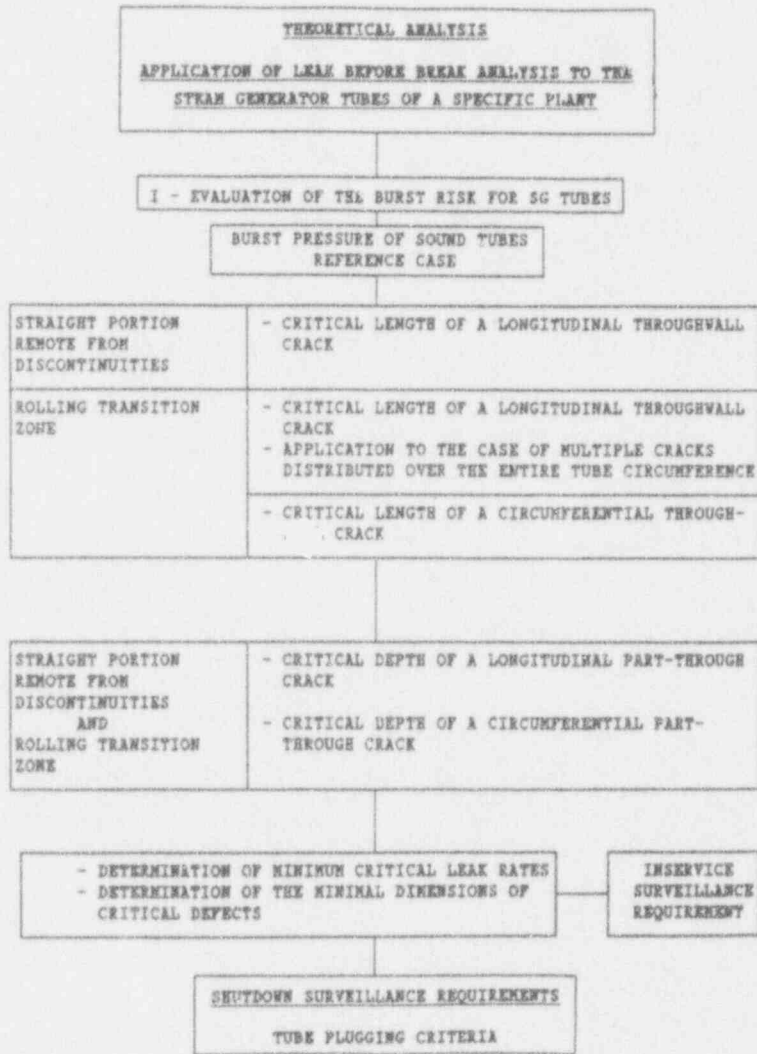 THEORETICAL ANALYSIS
APPLICATION OF LEAK BEFORE BREAK ANALYSIS TO THE
STEAM GENERATOR TUBES OF A SPECIFIC PLANT
I - EVALUATION OF THE BURST RISK FOR SG TUBES
BURST PRESSURE OF SOUND TUBES
REFERENCE CASE
STRAIGHT PORTION
REMOTE FROM
DISCONTINUITIES
- CRITICAL LENGTH OF A LONGITUDINAL THROUGHWALL
CRACK
ROLLING TRANSITION
ZONE
- CRITICAL LENGTH OF A LONGITUDINAL THROUGHWALL
CRACK
- APPLICATION TO THE CASE OF MULTIPLE CRACKS
DISTRIBUTED OVER THE ENTIRE TUBE CIRCUMFERENCE
- CRITICAL LENGTH OF A CIRCUMFERENTIAL THROUGH-
CRACK
STRAIGHT PORTION
REMOTE FROM
DISCONTINUITIES
AND
ROLLING TRANSITION
ZONE
- CRITICAL DEPTH OF A LONGITUDINAL PART-THROUGH
CRACK
- CRITICAL DEPTH OF A CIRCUMFERENTIAL PART-
THROUGH CRACK
- DETERMINATION OF MINIMUM CRITICAL LEAK RATES
- DETERMINATION OF THE MINIMAL DIMENSIONS OF
CRITICAL DEFECTS
INSERVICE
SURVEILLANCE
REQUIREMENT
SHUTDOWN SURVEILLANCE REQUIREMENTS
TUBE PLUGGING CRITERIA